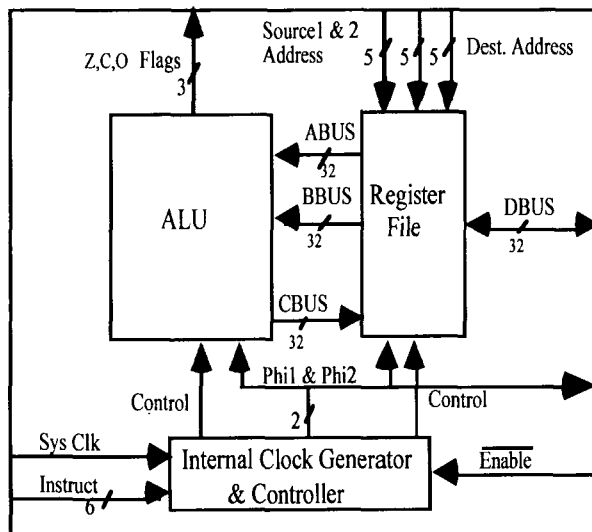 Source1 & 2
Address
Z,C,O Flags
3
5
5
5
Dest. Address
ABUS
32
BBUS
32
ALU
Register
File
DBUS
32
CBUS
32
Phi1 & Phi2
Control
2
Control
Sys Clk
Instruct
6
Internal Clock Generator
& Controller
Enable